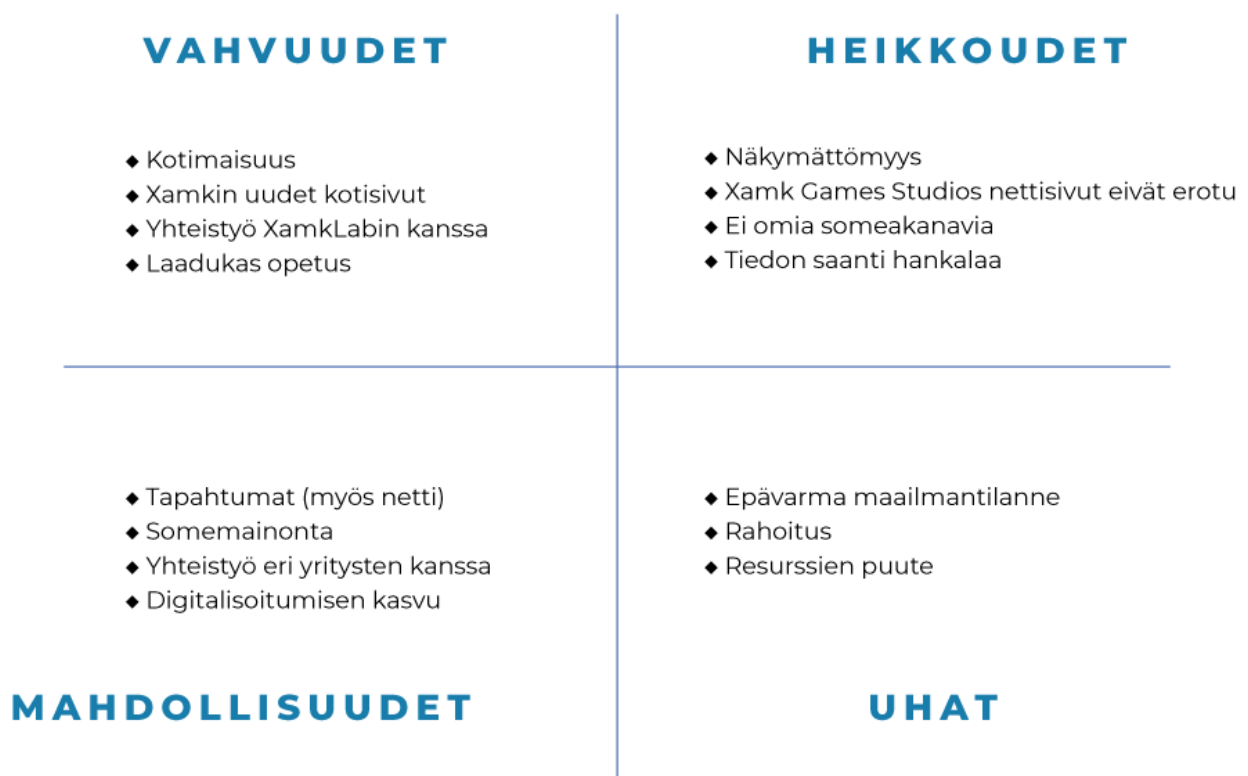 VAHVUUDET
◆ Kotimaisuus
◆ Xamkin uudet kotisivut
◆ Yhteistyö XamkLabin kanssa
◆ Laadukas opetus
HEIKKOUDET
◆ Näkymättömyys
◆ Xamk Games Studios nettisivut eivät erotu
◆ Ei omia someakanavia
◆ Tiedon saanti hankalaa
◆ Tapahtumat (myös netti)
◆ Somemainonta
◆ Yhteistyö eri yritysten kanssa
◆ Digitalisoitumisen kasvu
MAHDOLLISUUDET
◆ Epävarma maailmantilanne
◆ Rahoitus
◆ Resurssien puute
UHAT